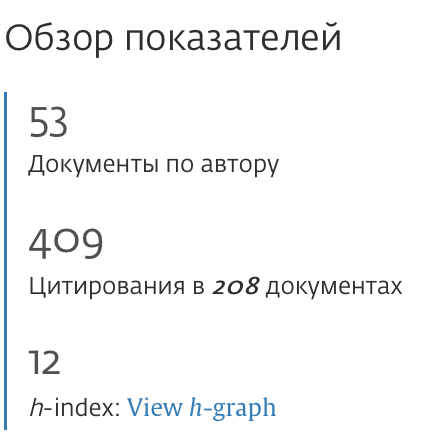 Обзор показателей
53
Документы по автору
409
Цитирования в 208 документах
12
h-index: View h-graph